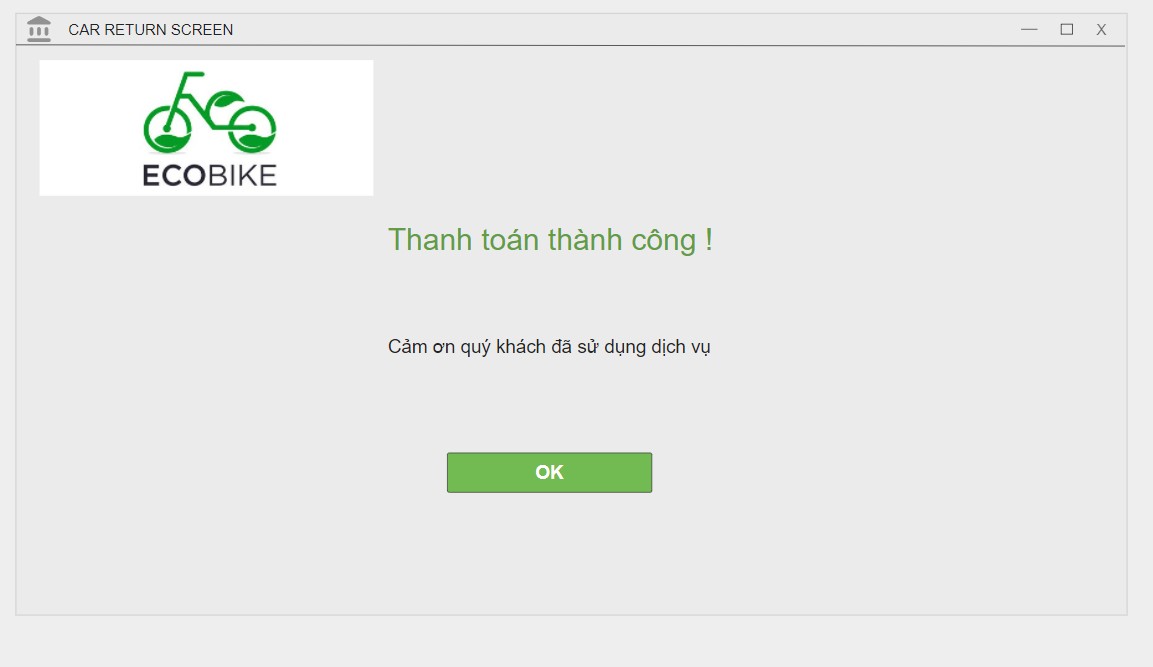 CAR RETURN SCREEN
X
ECOBIKE
Thanh toán thành công !
Cảm ơn quý khách đã sử dụng dịch vụ
OK